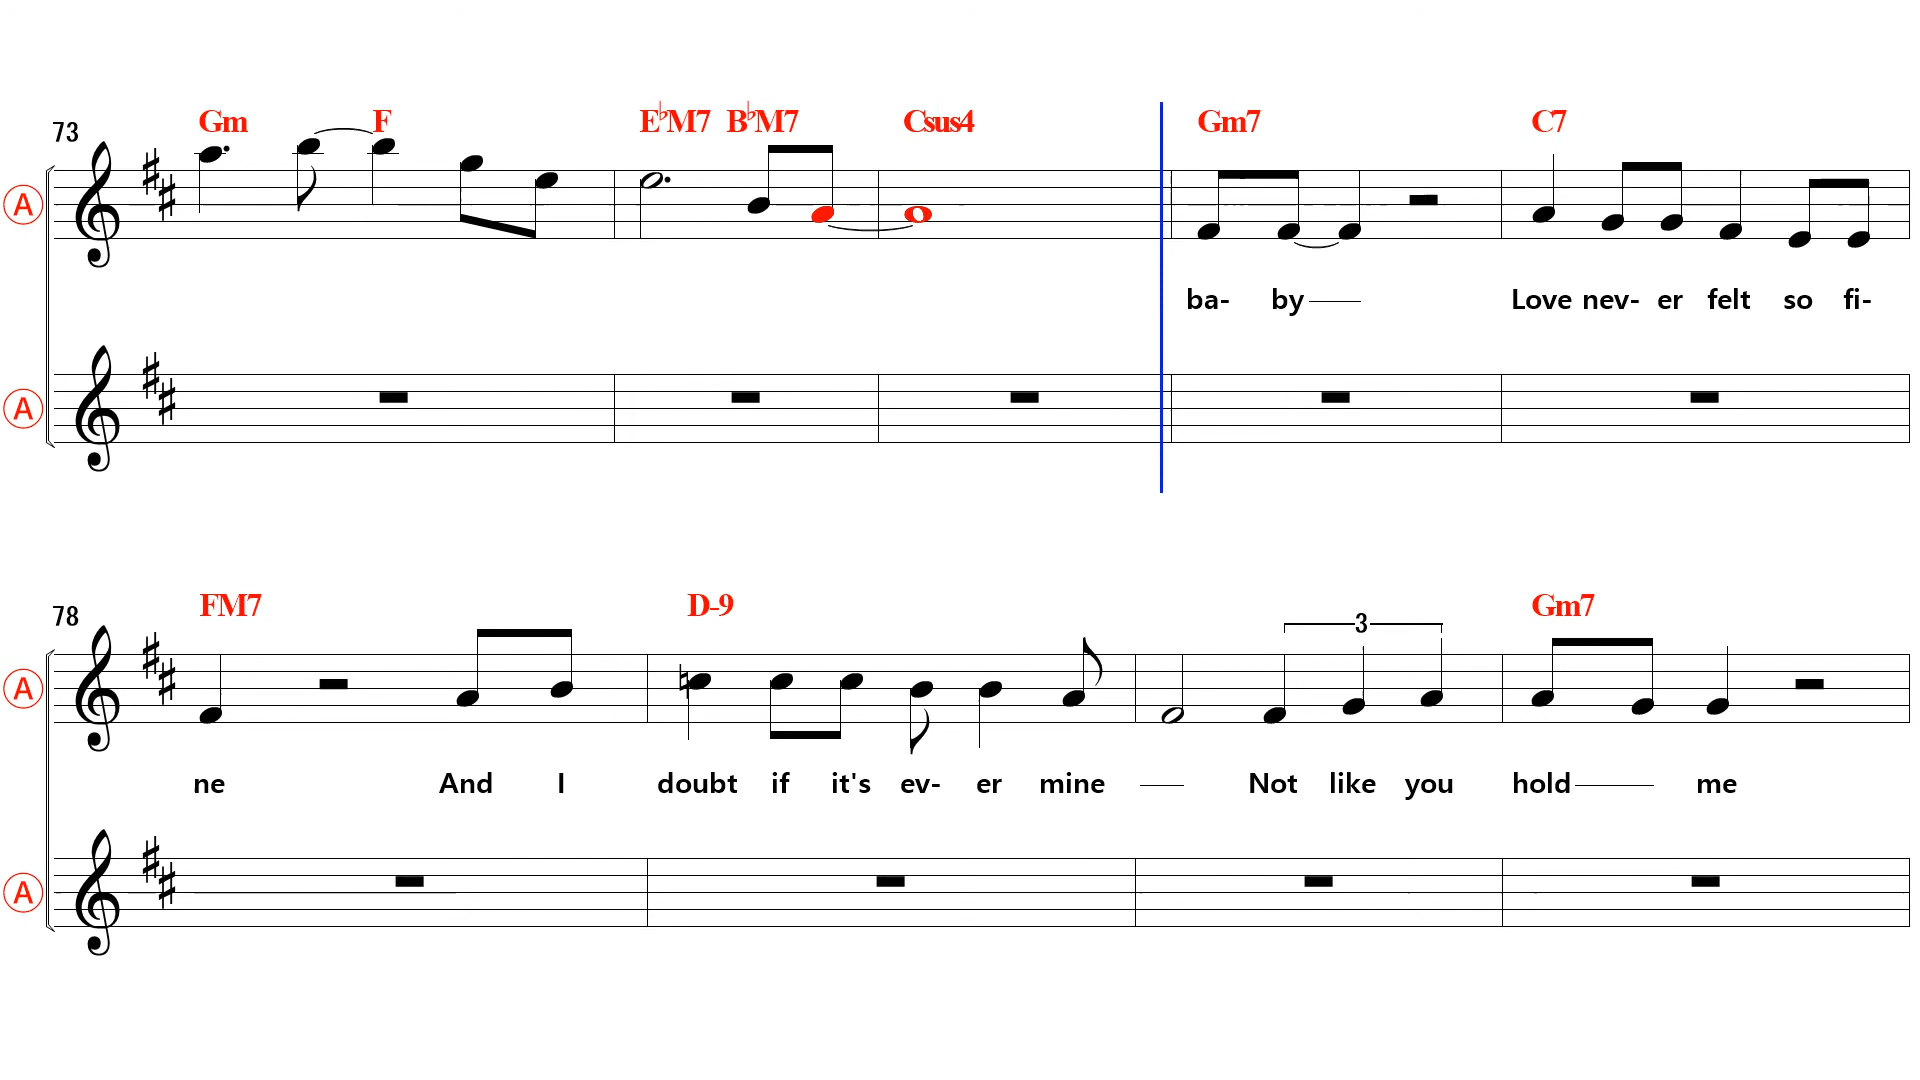 73 Gm F E♭M7 B♭M7 Csus4 Gm7 C7
A
ba- by Love nev- er felt so fi-
A
78 FM7 D-9 3 Gm7
A
ne And I doubt if it's ev- er mine Not like you hold me
A